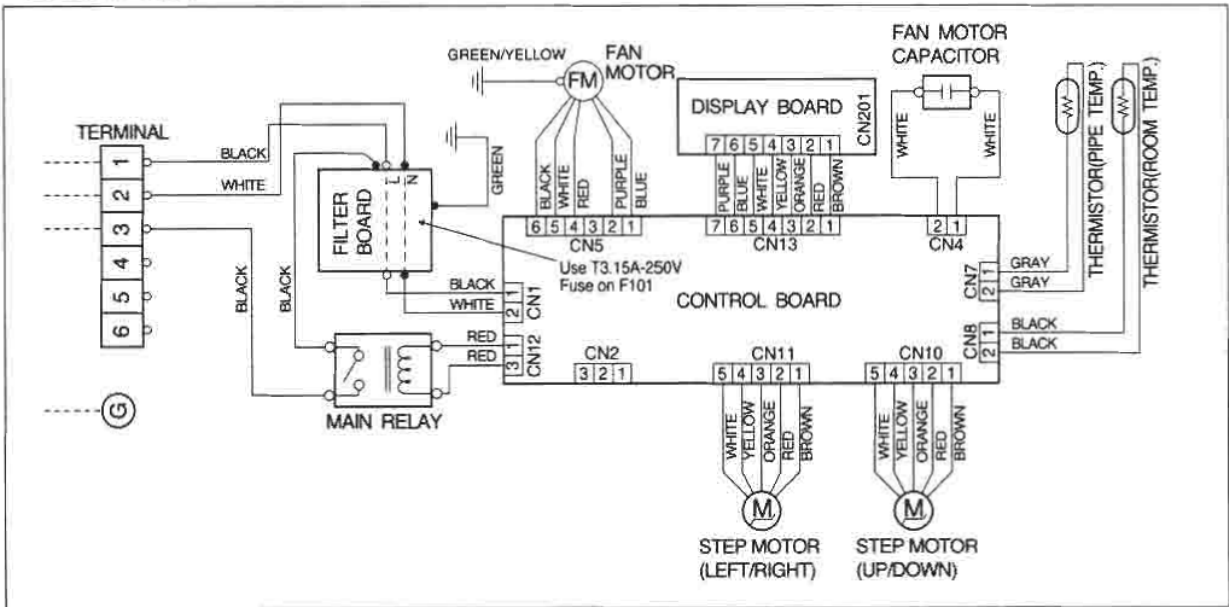 GREEN/YELLOW
FAN
MOTOR
FM
FAN MOTOR
CAPACITOR
WHITE
WHITE
THERMISTOR(PIPE TEMP.)
THERMISTOR(ROOM TEMP.)
DISPLAY BOARD
CN201
7 6 5 4 3 2 1
PURPLE
BLUE
WHITE
YELLOW
ORANGE
RED
BROWN
7 6 5 4 3 2 1
CN13
BLACK
WHITE
RED
PURPLE
BLUE
6 5 4 3 2 1
CN5
2 1
CN4
TERMINAL
1
2
3
4
5
6
G
BLACK
WHITE
BLACK
BLACK
L
N
GREEN
FILTER
BOARD
Use T3.15A-250V
Fuse on F101
BLACK
WHITE
1
2
CN1
RED
RED
1
3
CN12
MAIN RELAY
CONTROL BOARD
CN7
1
2
GRAY
GRAY
CN8
1
2
BLACK
BLACK
CN2
3 2 1
CN11
5 4 3 2 1
WHITE
YELLOW
ORANGE
RED
BROWN
M
STEP MOTOR
(LEFT/RIGHT)
CN10
5 4 3 2 1
WHITE
YELLOW
ORANGE
RED
BROWN
M
STEP MOTOR
(UP/DOWN)